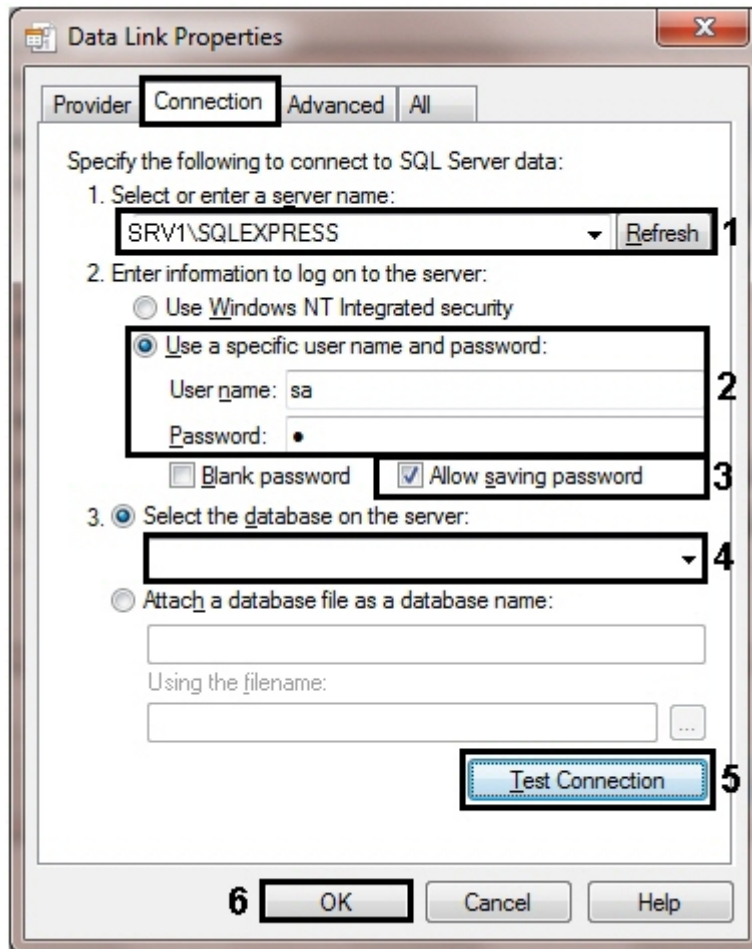 Data Link Properties
Provider Connection Advanced All
Specify the following to connect to SQL Server data:
1. Select or enter a server name:
SRV1\SQLEXPRESS Refresh 1
2. Enter information to log on to the server:
Use Windows NT Integrated security
Use a specific user name and password:
User name: sa 2
Password: ●
Blank password Allow saving password 3
3. Select the database on the server:
4
Attach a database file as a database name:
Using the filename:
...
Test Connection 5
6 OK Cancel Help